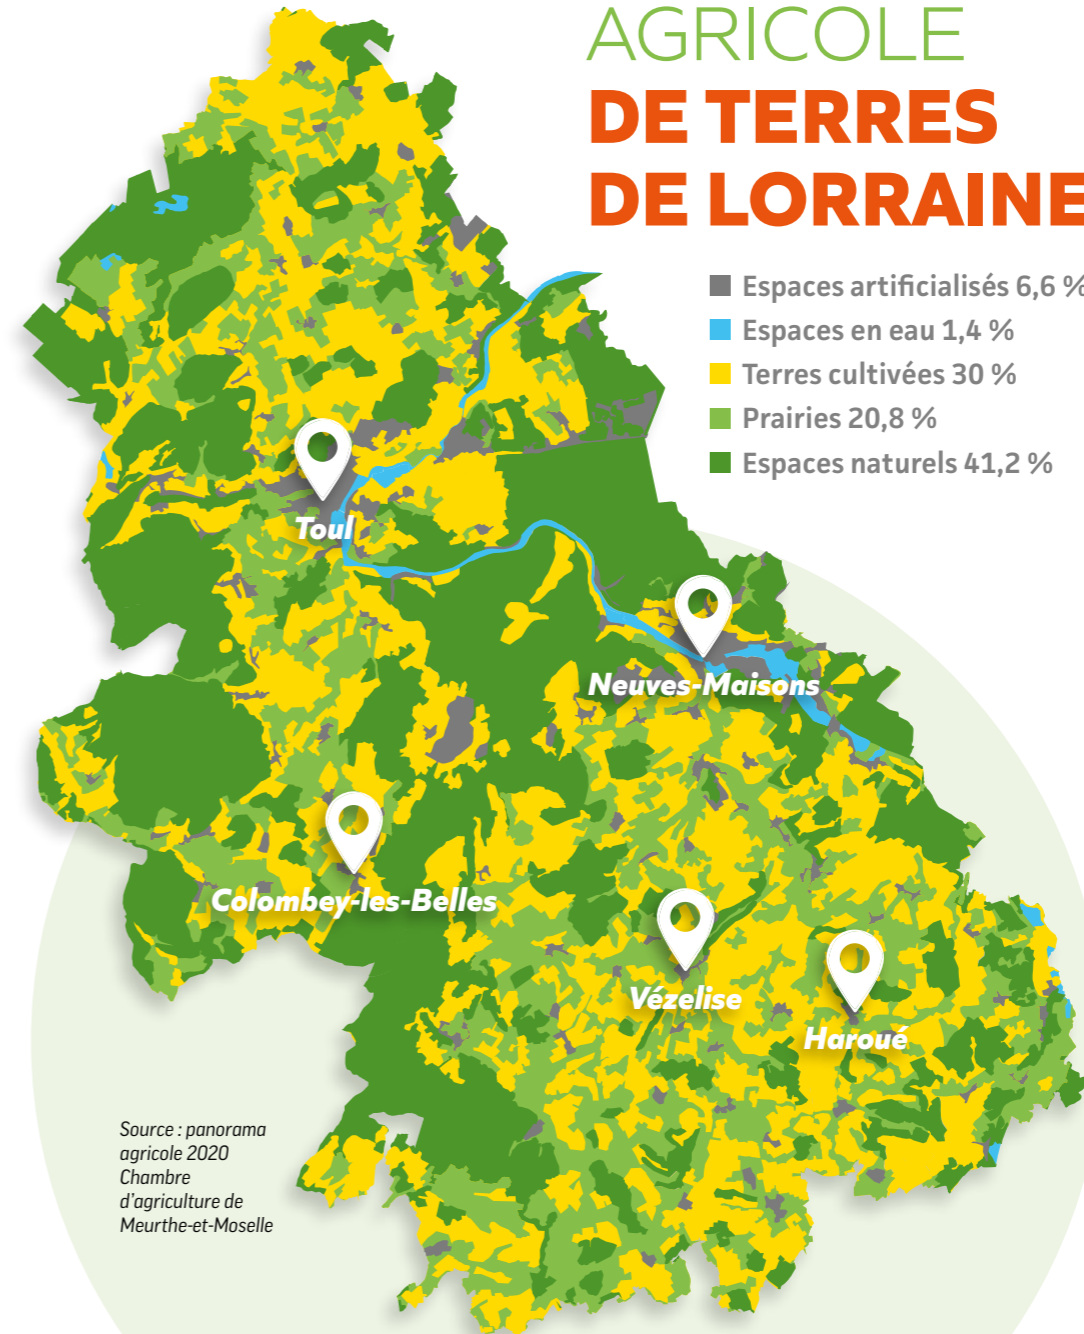 AGRICOLE
DE TERRES
DE LORRAINE
Espaces artificialisés 6,6 %
Espaces en eau 1,4 %
Terres cultivées 30 %
Prairies 20,8 %
Espaces naturels 41,2 %
Toul
Neuves-Maisons
Colombey-les-Belles
Vézelise
Haroué
Source : panorama
agricole 2020
Chambre
d'agriculture de
Meurthe-et-Moselle